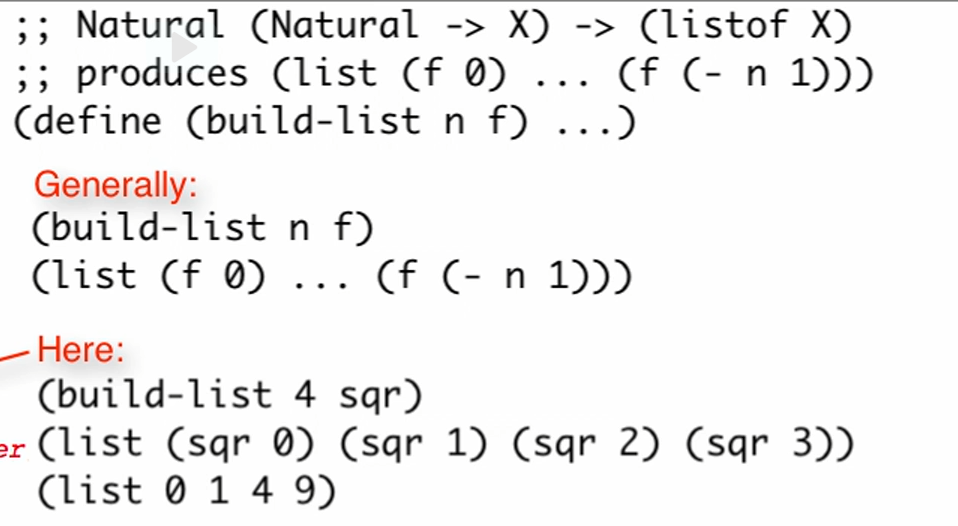 ;; Natural (Natural -> X) -> (listof X)
;; produces (list (f 0) ... (f (- n 1)))
(define (build-list n f) ...)
Generally:
(build-list n f)
(list (f 0) ... (f (- n 1)))
Here:
(build-list 4 sqr)
(list (sqr 0) (sqr 1) (sqr 2) (sqr 3))
(list 0 1 4 9)